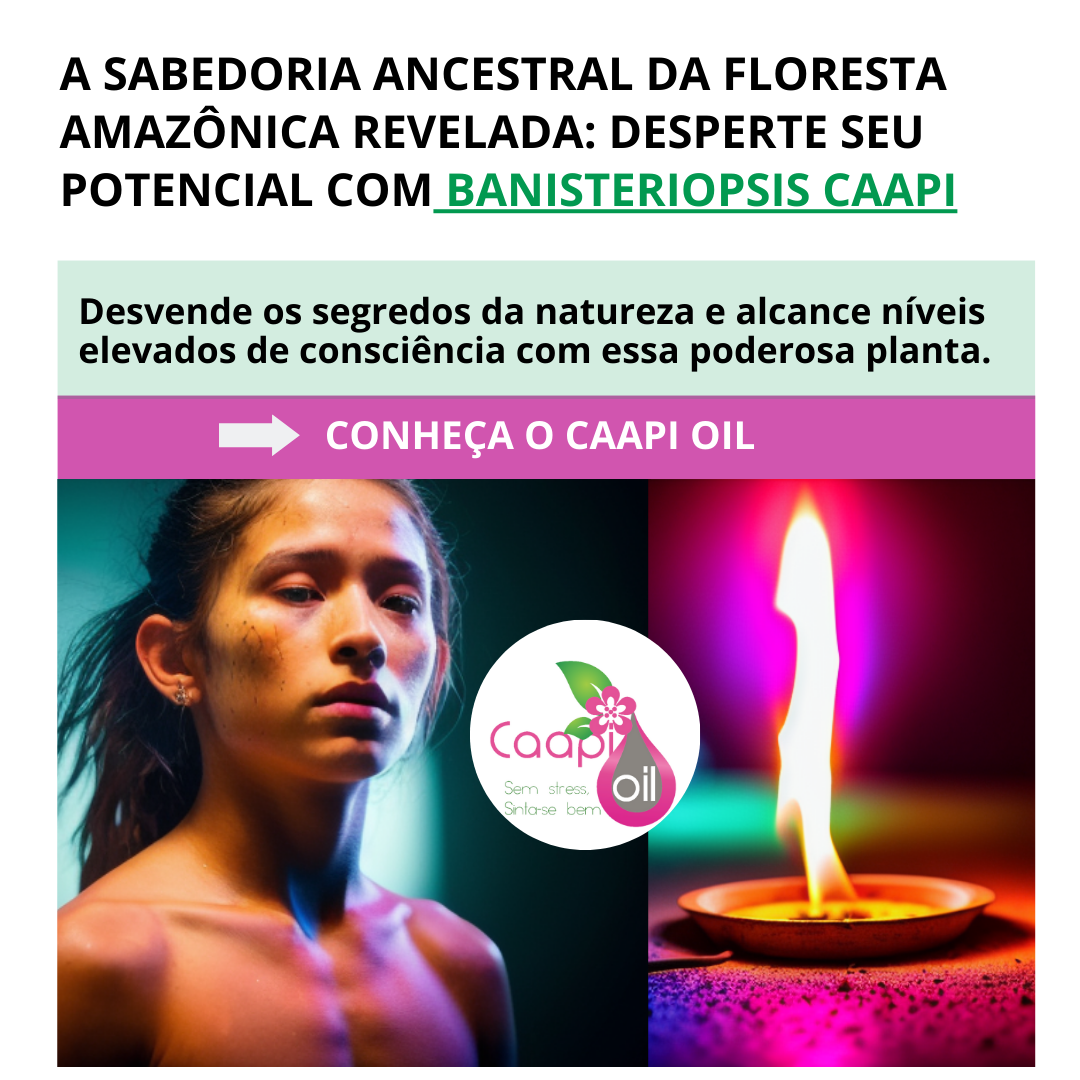 A SABEDORIA ANCESTRAL DA FLORESTA
AMAZÔNICA REVELADA: DESPERTE SEU
POTENCIAL COM BANISTERIOPSIS CAAPI
Desvende os segredos da natureza e alcance níveis
elevados de consciência com essa poderosa planta.
CONHEÇA O CAAPI OIL
Caapi
oil
Sem stress,
Sinta-se bem